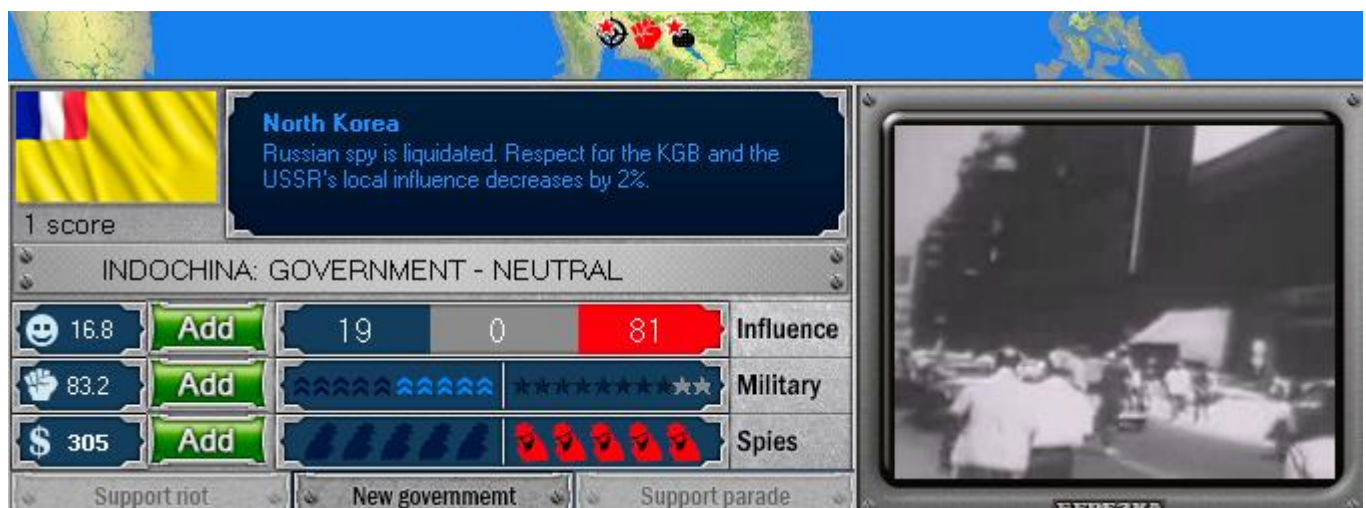 North Korea
Russian spy is liquidated. Respect for the KGB and the
USSR's local influence decreases by 2%.
1 score
INDOCHINA: GOVERNMENT - NEUTRAL
16.8 Add 19 0 81 Influence
83.2 Add Military
$ 305 Add Spies
Support riot New governmemt Support parade